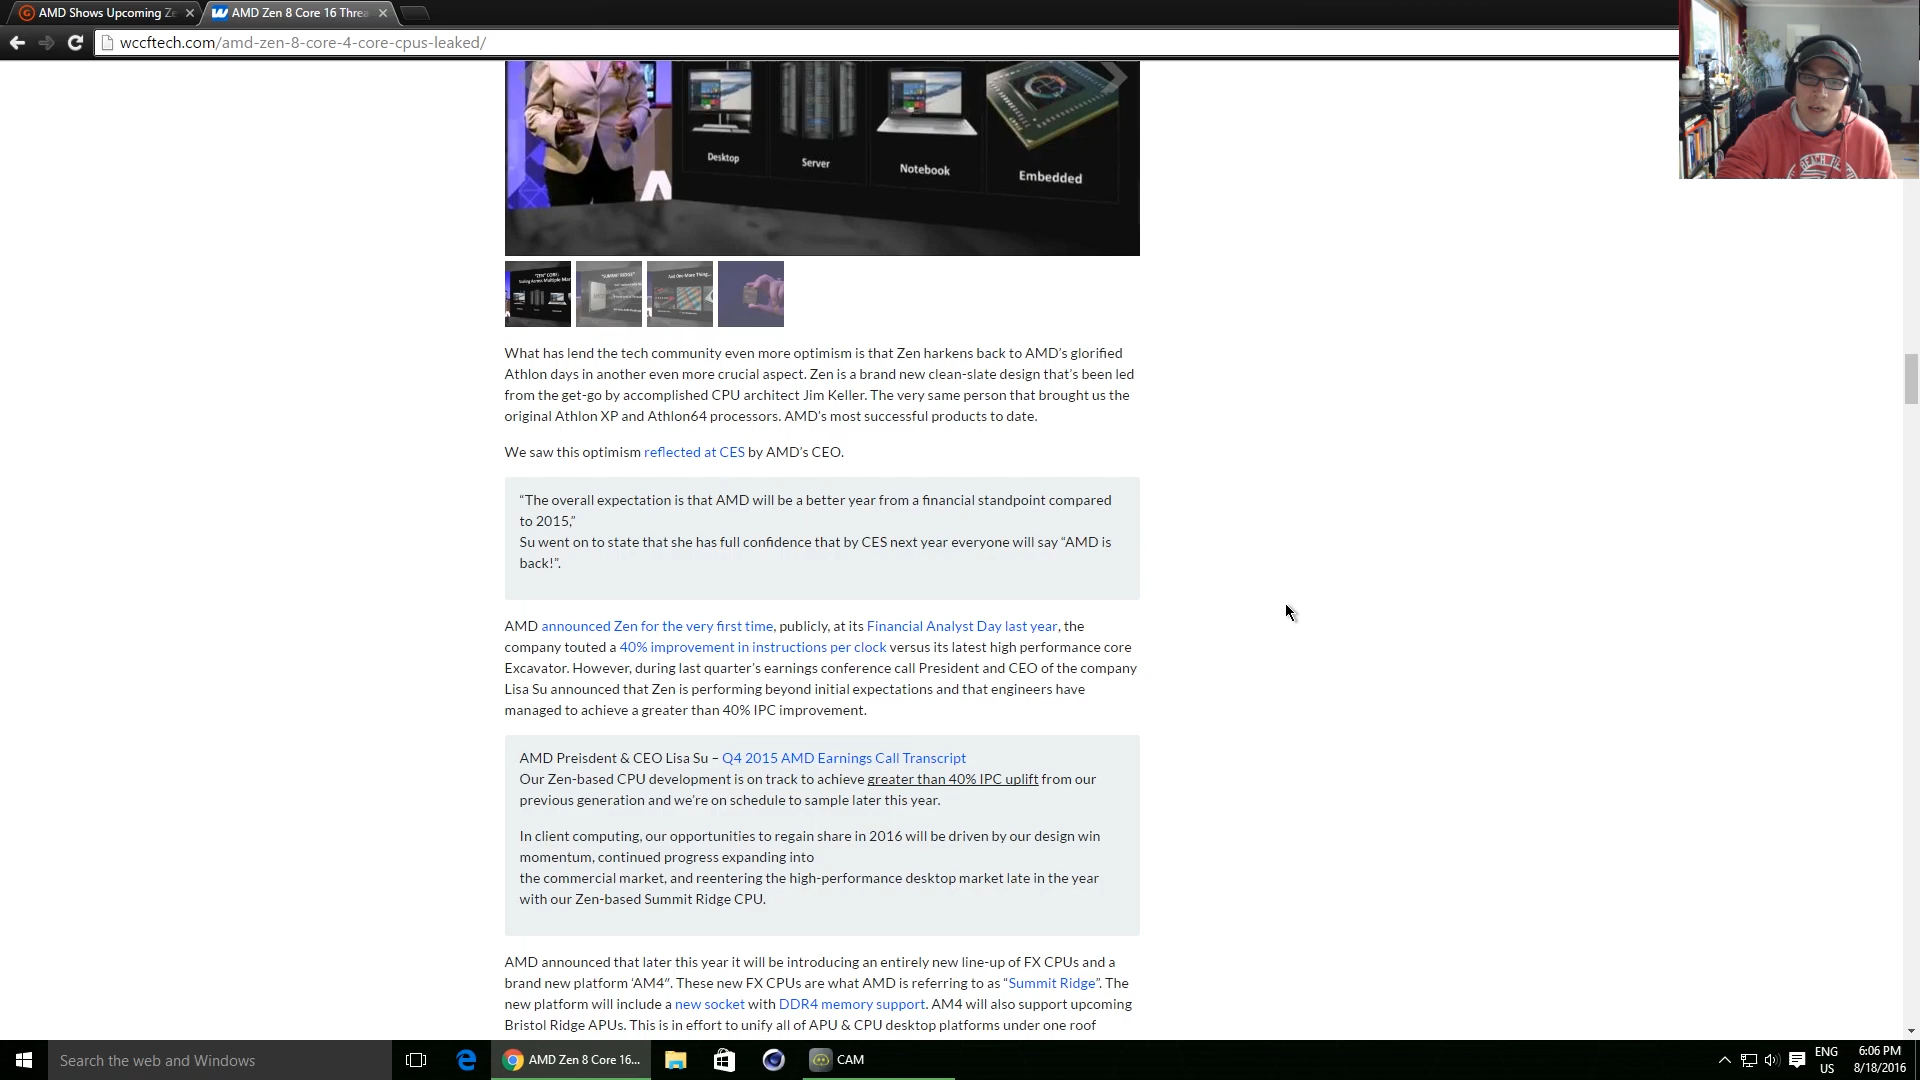 AMD Shows Upcoming Ze
AMD Zen 8 Core 16 Threa
wccftech.com/amd-zen-8-core-4-core-cpus-leaked/
Desktop
Server
Notebook
Embedded
"ZEN" CORE:
"SUMMIT RIDGE"
And One More Thing...
What has lend the tech community even more optimism is that Zen harkens back to AMD’s glorified
Athlon days in another even more crucial aspect. Zen is a brand new clean-slate design that’s been led
from the get-go by accomplished CPU architect Jim Keller. The very same person that brought us the
original Athlon XP and Athlon64 processors. AMD’s most successful products to date.
We saw this optimism reflected at CES by AMD’s CEO.
“The overall expectation is that AMD will be a better year from a financial standpoint compared
to 2015,”
Su went on to state that she has full confidence that by CES next year everyone will say “AMD is
back!”.
AMD announced Zen for the very first time, publicly, at its Financial Analyst Day last year, the
company touted a 40% improvement in instructions per clock versus its latest high performance core
Excavator. However, during last quarter’s earnings conference call President and CEO of the company
Lisa Su announced that Zen is performing beyond initial expectations and that engineers have
managed to achieve a greater than 40% IPC improvement.
AMD Preisdent & CEO Lisa Su – Q4 2015 AMD Earnings Call Transcript
Our Zen-based CPU development is on track to achieve greater than 40% IPC uplift from our
previous generation and we’re on schedule to sample later this year.
In client computing, our opportunities to regain share in 2016 will be driven by our design win
momentum, continued progress expanding into
the commercial market, and reentering the high-performance desktop market late in the year
with our Zen-based Summit Ridge CPU.
AMD announced that later this year it will be introducing an entirely new line-up of FX CPUs and a
brand new platform ‘AM4″. These new FX CPUs are what AMD is referring to as “Summit Ridge”. The
new platform will include a new socket with DDR4 memory support. AM4 will also support upcoming
Bristol Ridge APUs. This is in effort to unify all of APU & CPU desktop platforms under one roof
Search the web and Windows
AMD Zen 8 Core 16...
CAM
ENG
US
6:06 PM
8/18/2016